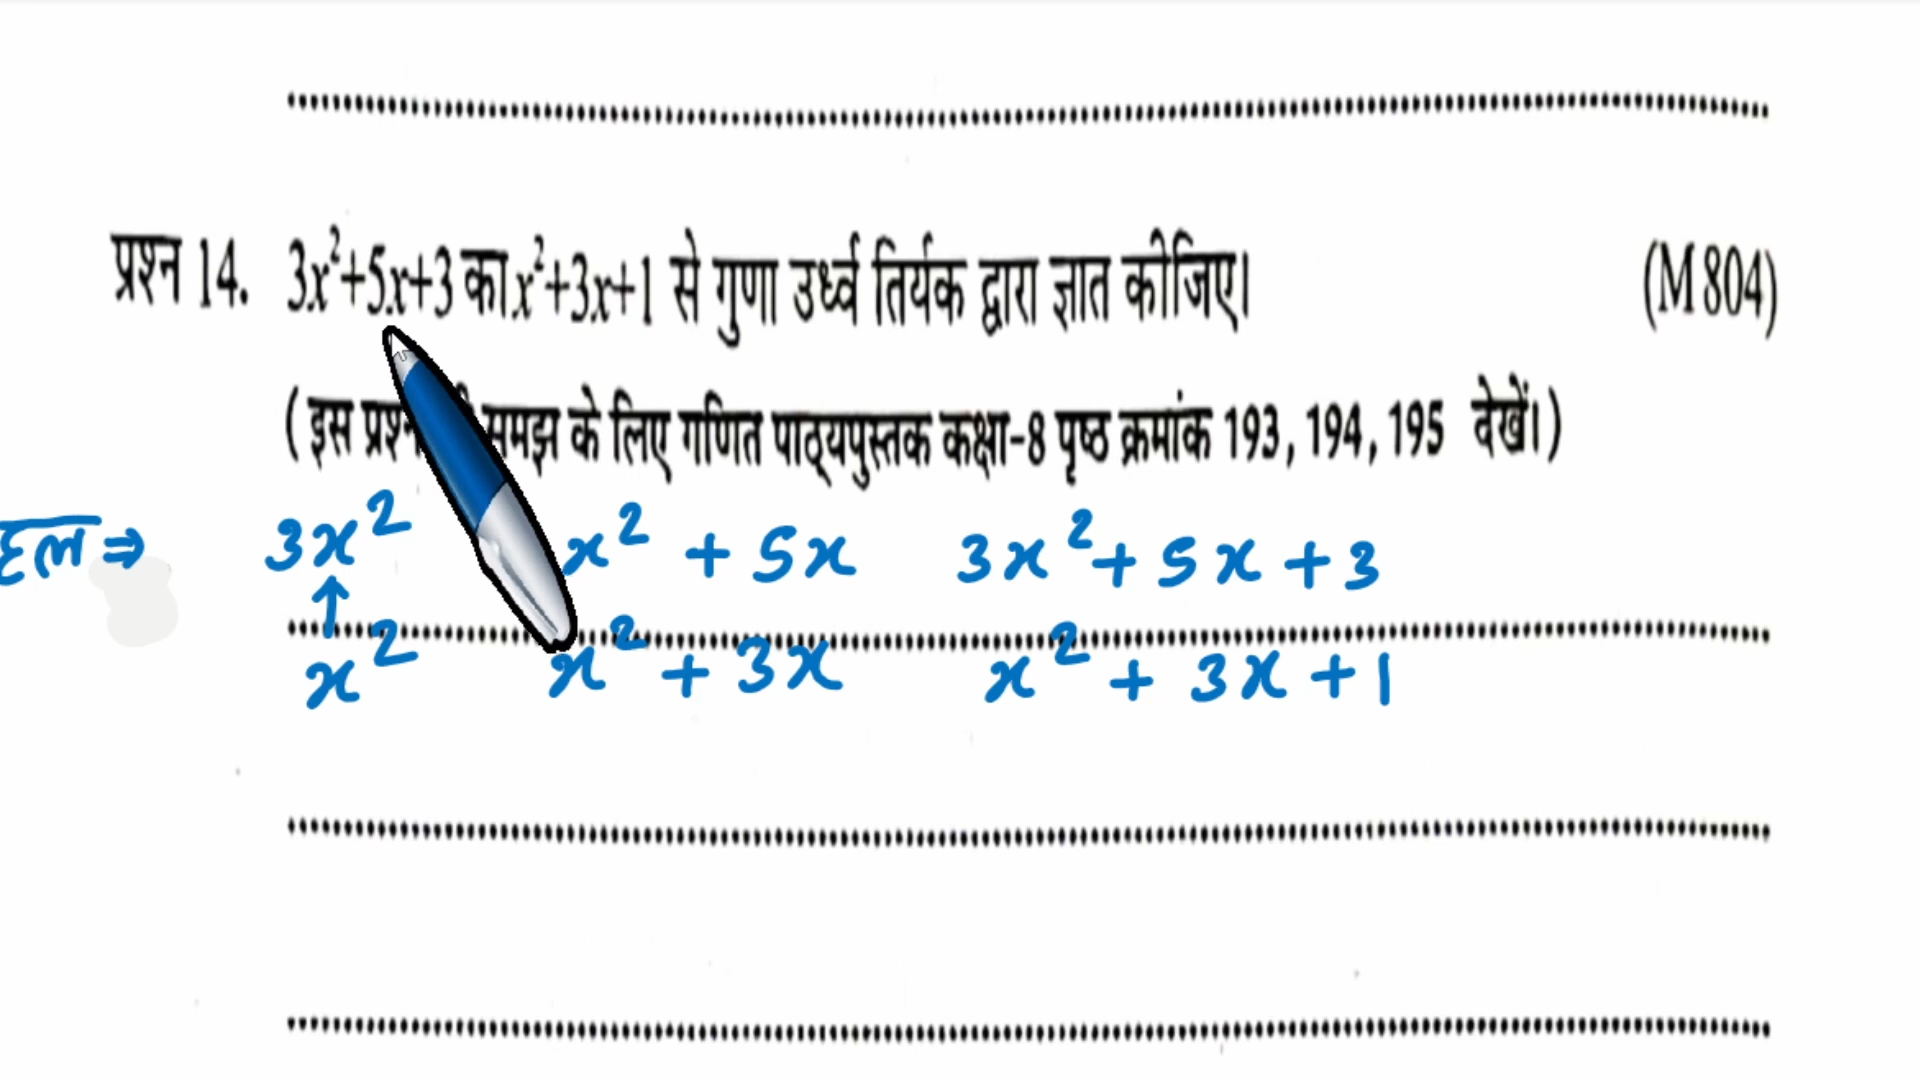 प्रश्न 14. 3x²+5x+3 का x²+3x+1 से गुणा उर्ध्व तिर्यक द्वारा ज्ञात कीजिए। (M 804)
( इस प्रश्न समझ के लिए गणित पाठ्यपुस्तक कक्षा-8 पृष्ठ क्रमांक 193, 194, 195 देखें। )
हल ⇒ 3x² x² + 5x 3x² + 5x + 3
↑
x² x² + 3x x² + 3x + 1